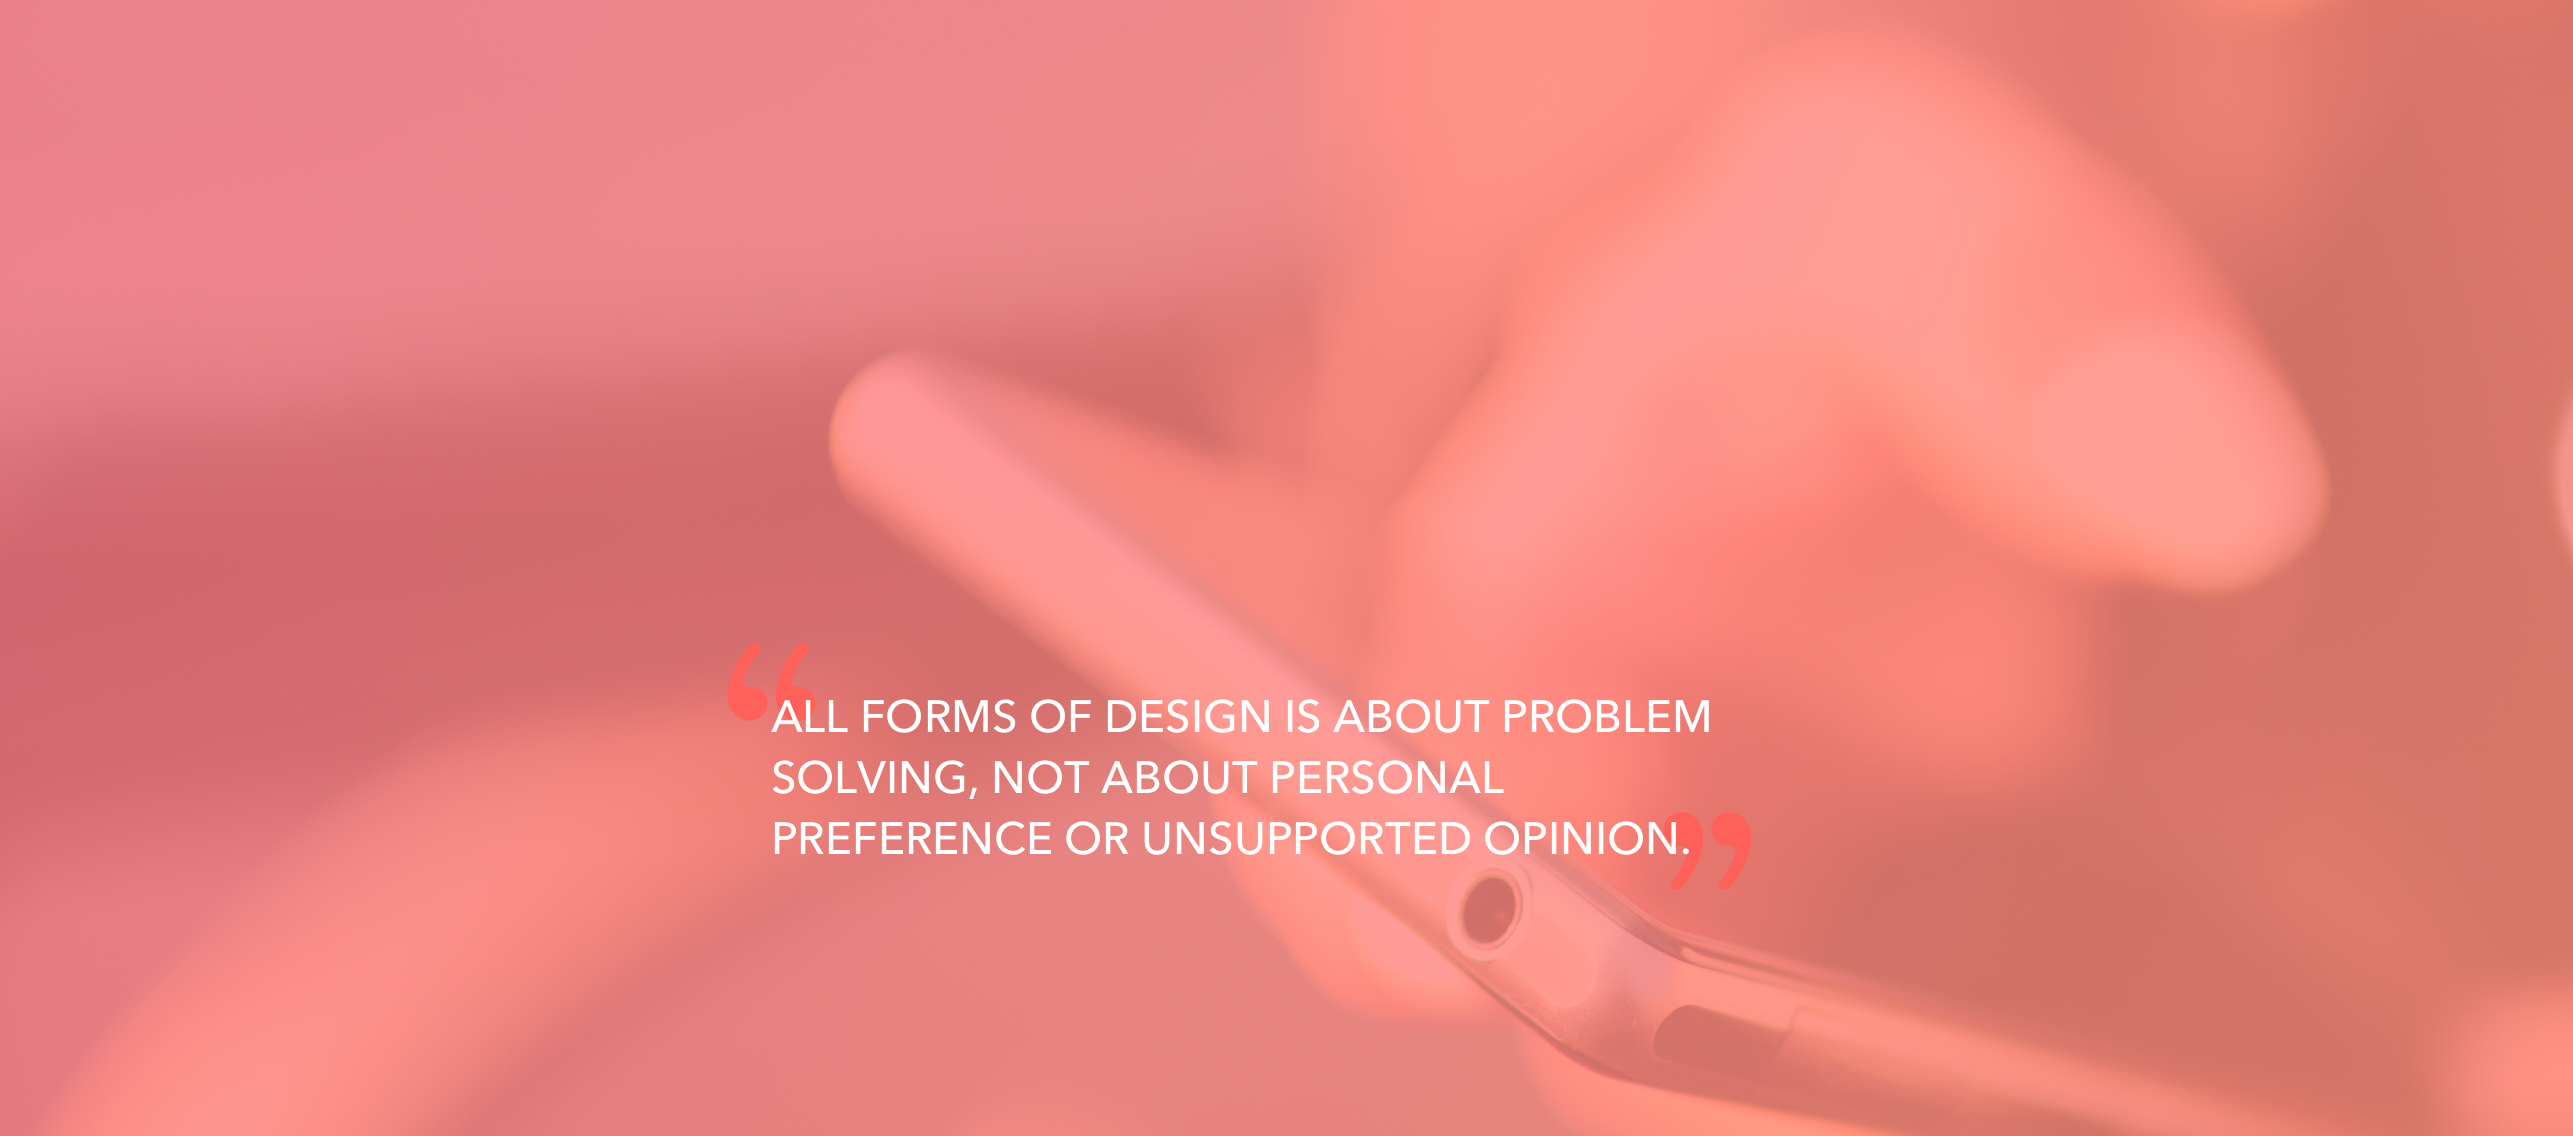 “ALL FORMS OF DESIGN IS ABOUT PROBLEM
SOLVING, NOT ABOUT PERSONAL
PREFERENCE OR UNSUPPORTED OPINION.”